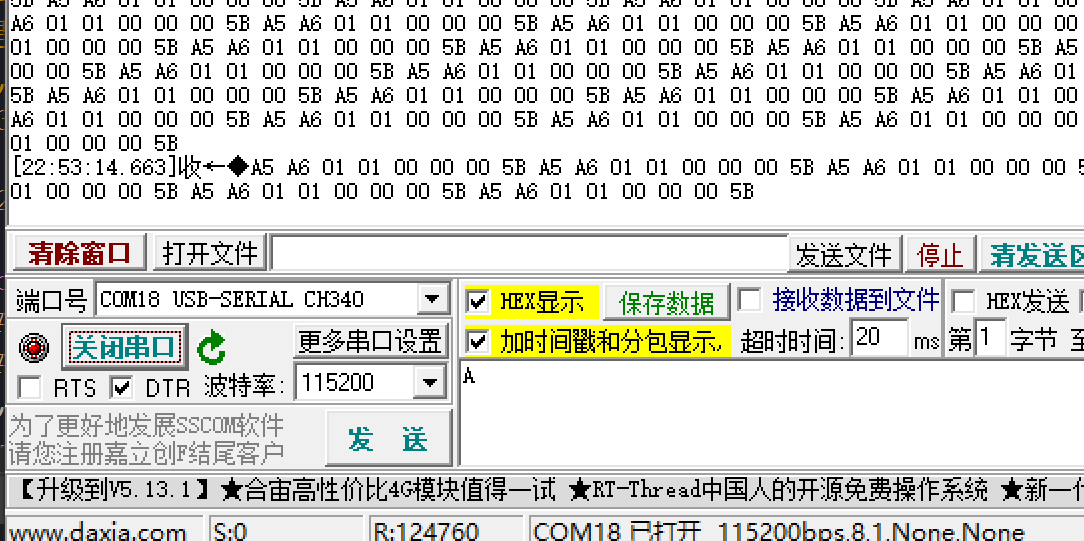 A6 01 01 00 00 00 5B A5 A6 01 01 00 00 00 5B A5 A6 01 01 00 00 00 5B A5 A6 01 01 00 00 00
01 00 00 00 5B A5 A6 01 01 00 00 00 5B A5 A6 01 01 00 00 00 5B A5 A6 01 01 00 00 00 5B A5
00 00 5B A5 A6 01 01 00 00 00 5B A5 A6 01 01 00 00 00 5B A5 A6 01 01 00 00 00 5B A5 A6 01
5B A5 A6 01 01 00 00 00 5B A5 A6 01 01 00 00 00 5B A5 A6 01 01 00 00 00 5B A5 A6 01 01 00
A6 01 01 00 00 00 5B A5 A6 01 01 00 00 00 5B A5 A6 01 01 00 00 00 5B A5 A6 01 01 00 00 00
01 00 00 00 5B
[22:53:14.663]收←◆A5 A6 01 01 00 00 00 5B A5 A6 01 01 00 00 00 5B A5 A6 01 01 00 00 00
01 00 00 00 5B A5 A6 01 01 00 00 00 5B A5 A6 01 01 00 00 00 5B
清除窗口 打开文件 发送文件 停止 清发送区
端口号 COM18 USB-SERIAL CH340 HEX显示 保存数据 接收数据到文件 HEX发送
关闭串口 更多串口设置 加时间戳和分包显示, 超时时间: 20 ms 第 1 字节 至
RTS DTR 波特率: 115200 A
为了更好地发展SSCOM软件
请您注册嘉立创F结尾客户 发 送
【升级到V5.13.1】★合宙高性价比4G模块值得一试 ★RT-Thread中国人的开源免费操作系统 ★新一
www.daxia.com S:0 R:124760 COM18 已打开 115200bps,8,1,None,None